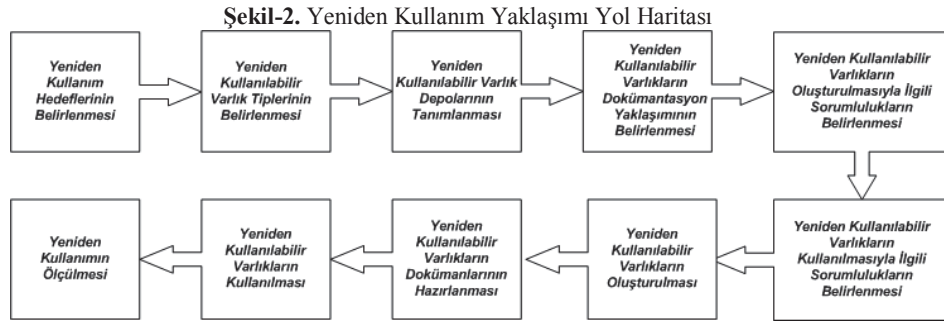 Şekil-2. Yeniden Kullanım Yaklaşımı Yol Haritası
Yeniden
Kullanım
Hedeflerinin
Belirlenmesi
Yeniden
Kullanılabilir
Varlık Tiplerinin
Belirlenmesi
Yeniden
Kullanılabilir Varlık
Depolarının
Tanımlanması
Yeniden
Kullanılabilir
Varlıkların
Dokümantasyon
Yaklaşımının
Belirlenmesi
Yeniden Kullanılabilir
Varlıkların
Oluşturulmasıyla İlgili
Sorumlulukların
Belirlenmesi
Yeniden Kullanılabilir
Varlıkların
Kullanılmasıyla İlgili
Sorumlulukların
Belirlenmesi
Yeniden
Kullanılabilir
Varlıkların
Oluşturulması
Yeniden
Kullanılabilir
Varlıkların
Dokümanlarının
Hazırlanması
Yeniden
Kullanılabilir
Varlıkların
Kullanılması
Yeniden
Kullanımın
Ölçülmesi